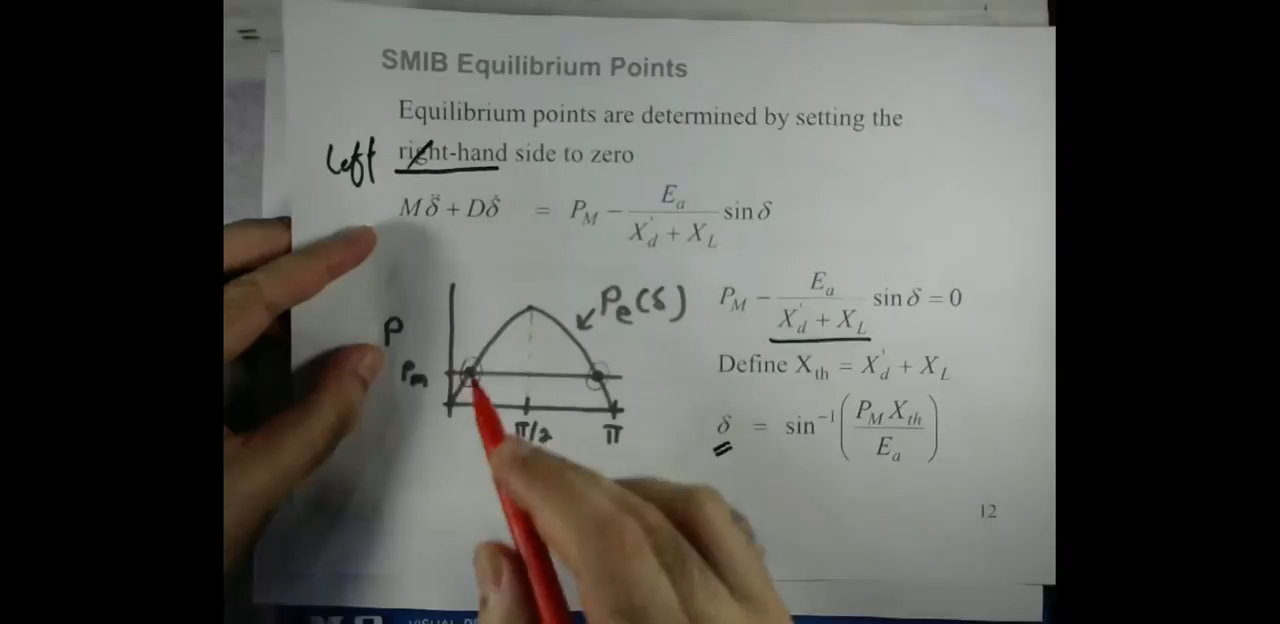 SMIB Equilibrium Points
Equilibrium points are determined by setting the
left right-hand side to zero
Mδ̈ + Dδ̇ = P_M − E_a / (X'_d + X_L) sin δ
P_e(δ)
P
P_m
π/2
π
P_M − E_a / (X'_d + X_L) sin δ = 0
Define X_th = X'_d + X_L
δ = sin⁻¹(P_M X_th / E_a)
12